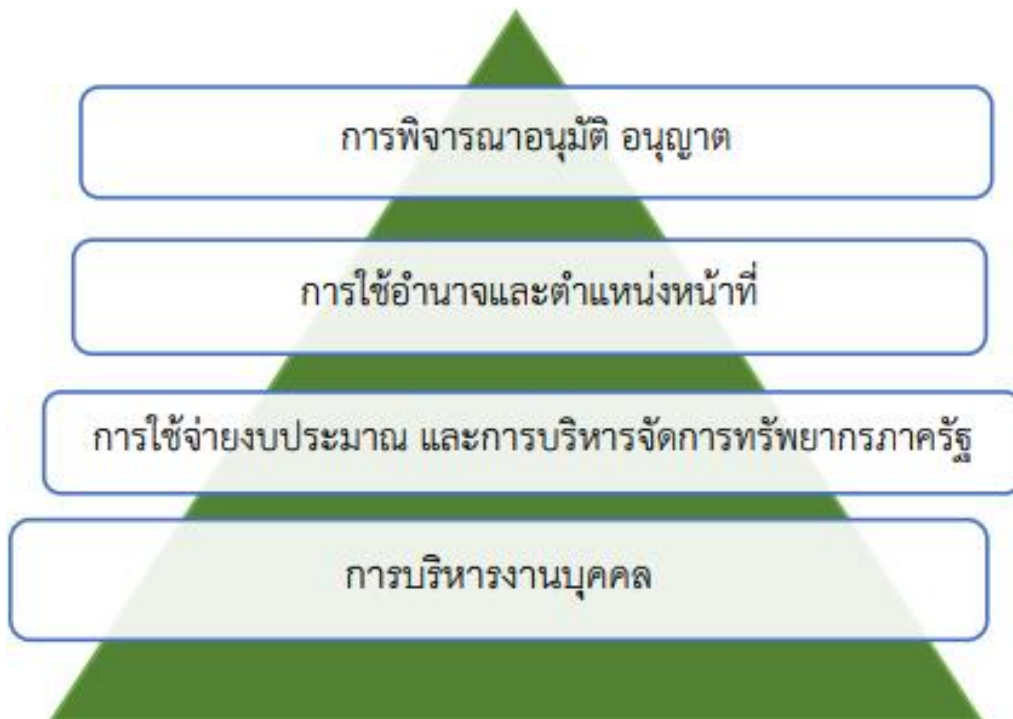 การพิจารณาอนุมัติ อนุญาต
การใช้อำนาจและตำแหน่งหน้าที่
การใช้จ่ายงบประมาณ และการบริหารจัดการทรัพยากรภาครัฐ
การบริหารงานบุคคล